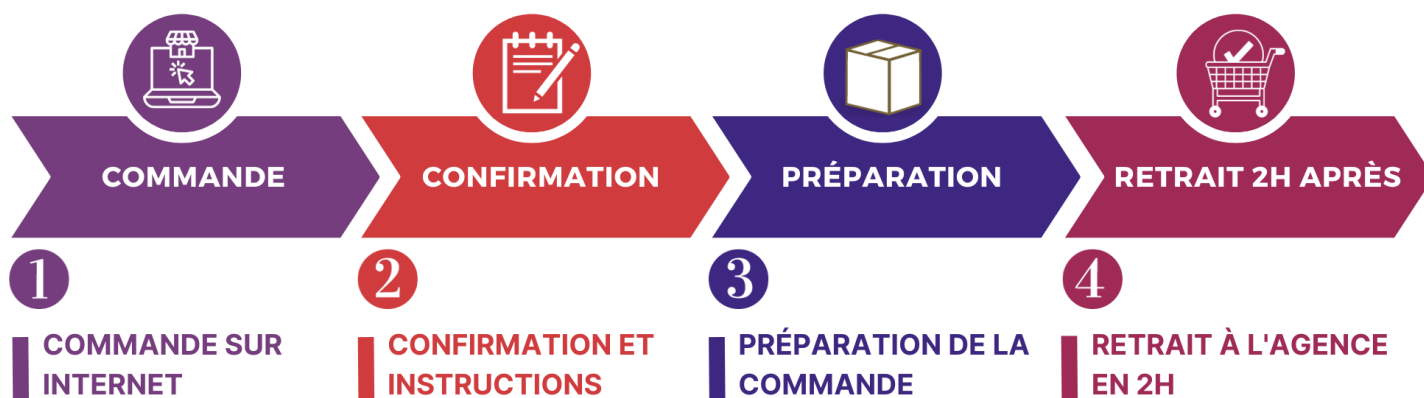 COMMANDE
CONFIRMATION
PRÉPARATION
RETRAIT 2H APRÈS
1
COMMANDE SUR
INTERNET
2
CONFIRMATION ET
INSTRUCTIONS
3
PRÉPARATION DE LA
COMMANDE
4
RETRAIT À L'AGENCE
EN 2H